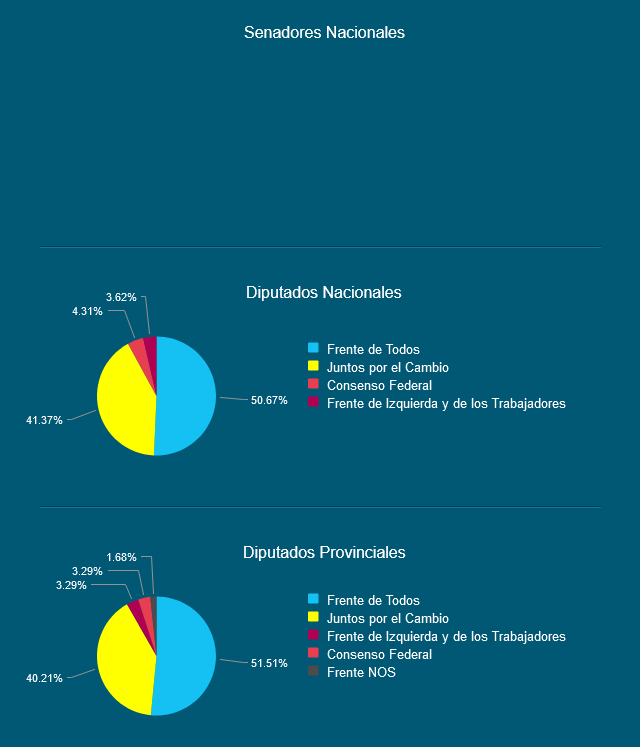 Senadores Nacionales
Diputados Nacionales
3.62%
4.31%
41.37%
50.67%
Frente de Todos
Juntos por el Cambio
Consenso Federal
Frente de Izquierda y de los Trabajadores
Diputados Provinciales
1.68%
3.29%
3.29%
40.21%
51.51%
Frente de Todos
Juntos por el Cambio
Frente de Izquierda y de los Trabajadores
Consenso Federal
Frente NOS